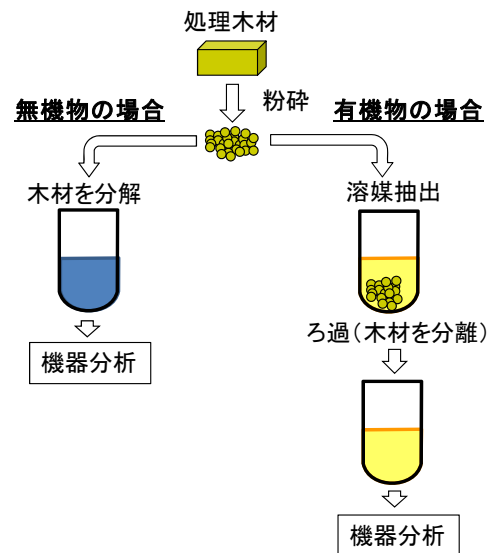 処理木材
粉砕
無機物の場合
有機物の場合
木材を分解
溶媒抽出
ろ過(木材を分離)
機器分析
機器分析